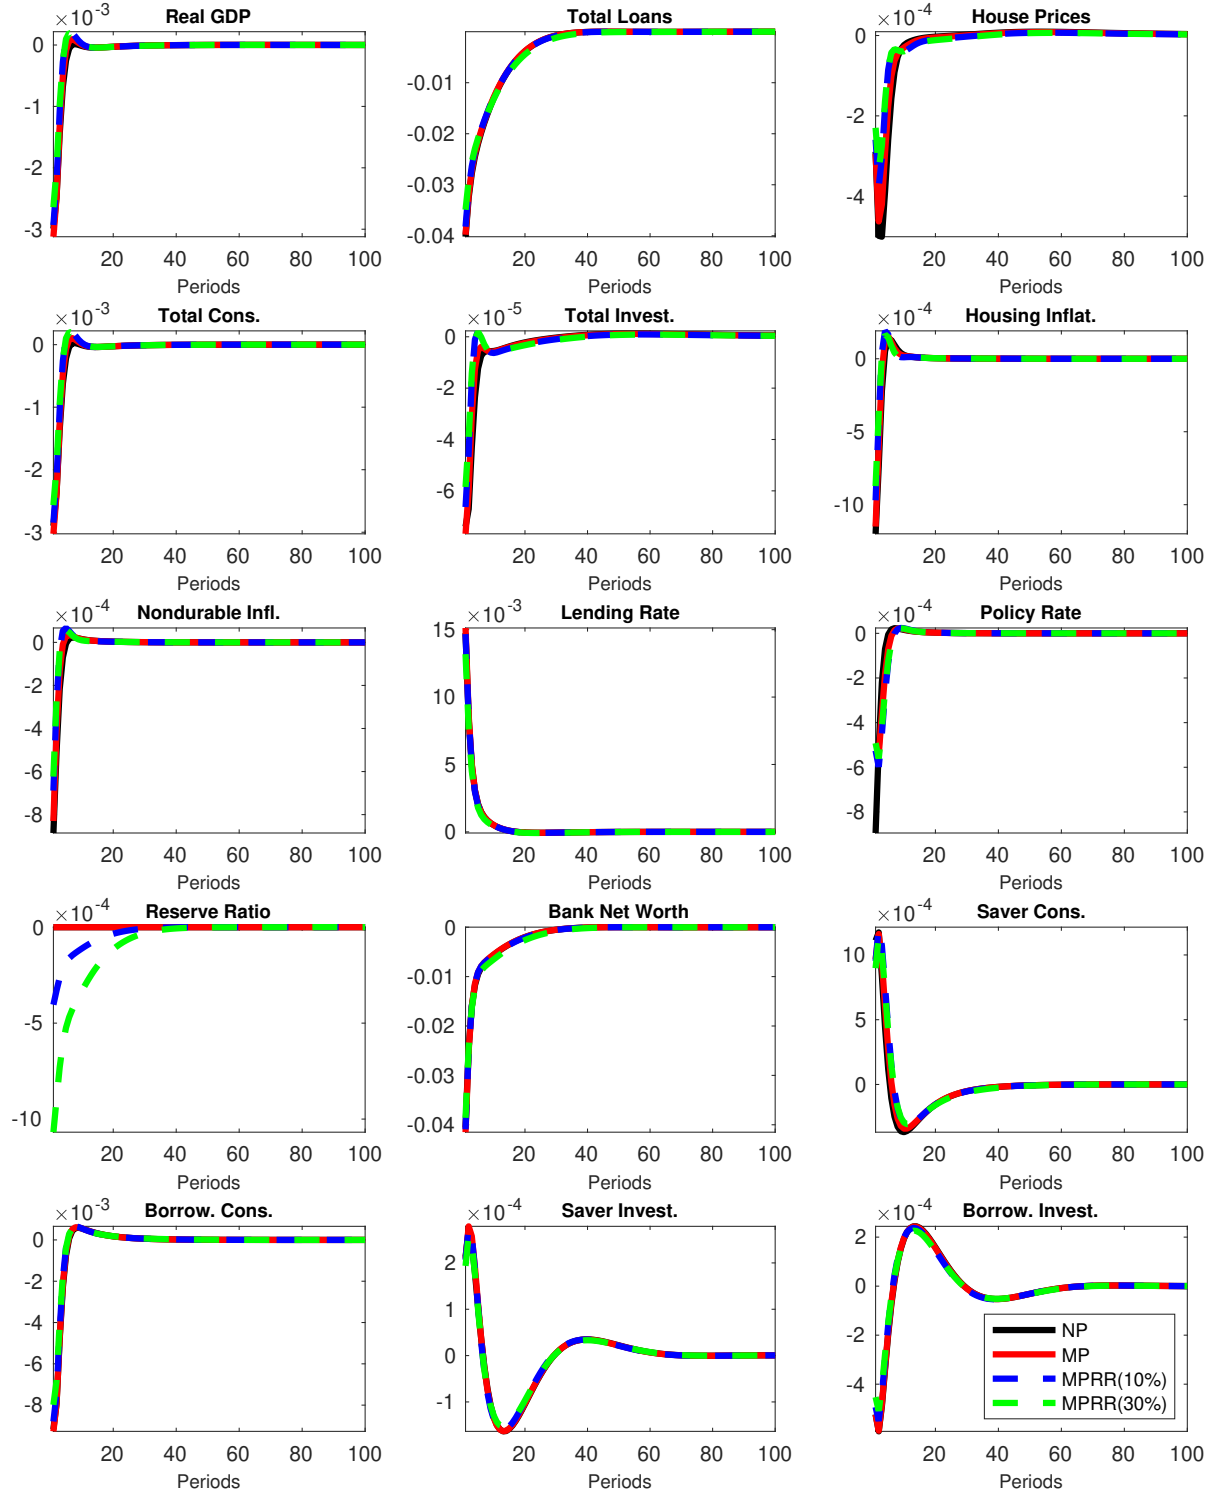 Real GDP
×10-3
0
-1
-2
-3
20 40 60 80 100
Periods
Total Loans
-0.01
-0.02
-0.03
-0.04
20 40 60 80 100
Periods
House Prices
×10-4
0
-2
-4
20 40 60 80 100
Periods
Total Cons.
×10-3
0
-1
-2
-3
20 40 60 80 100
Periods
Total Invest.
×10-5
0
-2
-4
-6
20 40 60 80 100
Periods
Housing Inflat.
×10-4
0
-5
-10
20 40 60 80 100
Periods
Nondurable Infl.
×10-4
0
-2
-4
-6
-8
20 40 60 80 100
Periods
Lending Rate
×10-3
15
10
5
0
20 40 60 80 100
Periods
Policy Rate
×10-4
0
-2
-4
-6
-8
20 40 60 80 100
Periods
Reserve Ratio
×10-4
0
-5
-10
20 40 60 80 100
Periods
Bank Net Worth
0
-0.01
-0.02
-0.03
-0.04
20 40 60 80 100
Periods
Saver Cons.
×10-4
10
5
0
20 40 60 80 100
Periods
Borrow. Cons.
×10-3
0
-2
-4
-6
-8
20 40 60 80 100
Periods
Saver Invest.
×10-4
2
1
0
-1
20 40 60 80 100
Periods
Borrow. Invest.
×10-4
2
0
-2
-4
20 40 60 80 100
Periods
NP
MP
MPRR(10%)
MPRR(30%)